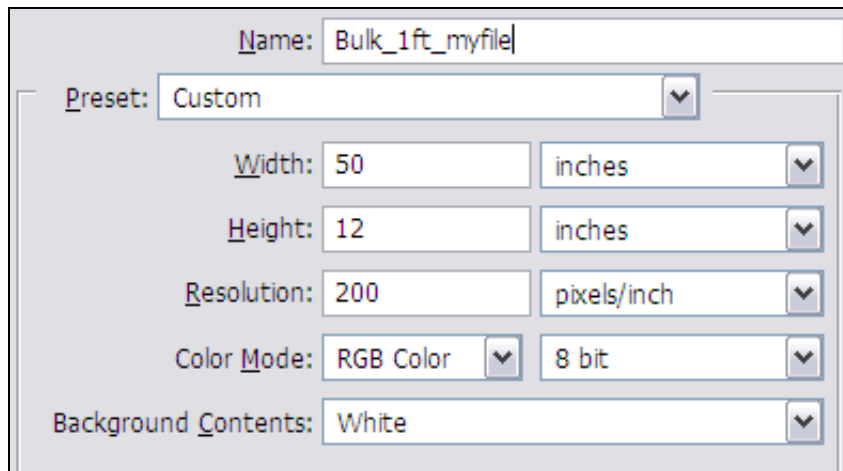 Name: Bulk_1ft_myfile
Preset: Custom
Width: 50 inches
Height: 12 inches
Resolution: 200 pixels/inch
Color Mode: RGB Color 8 bit
Background Contents: White